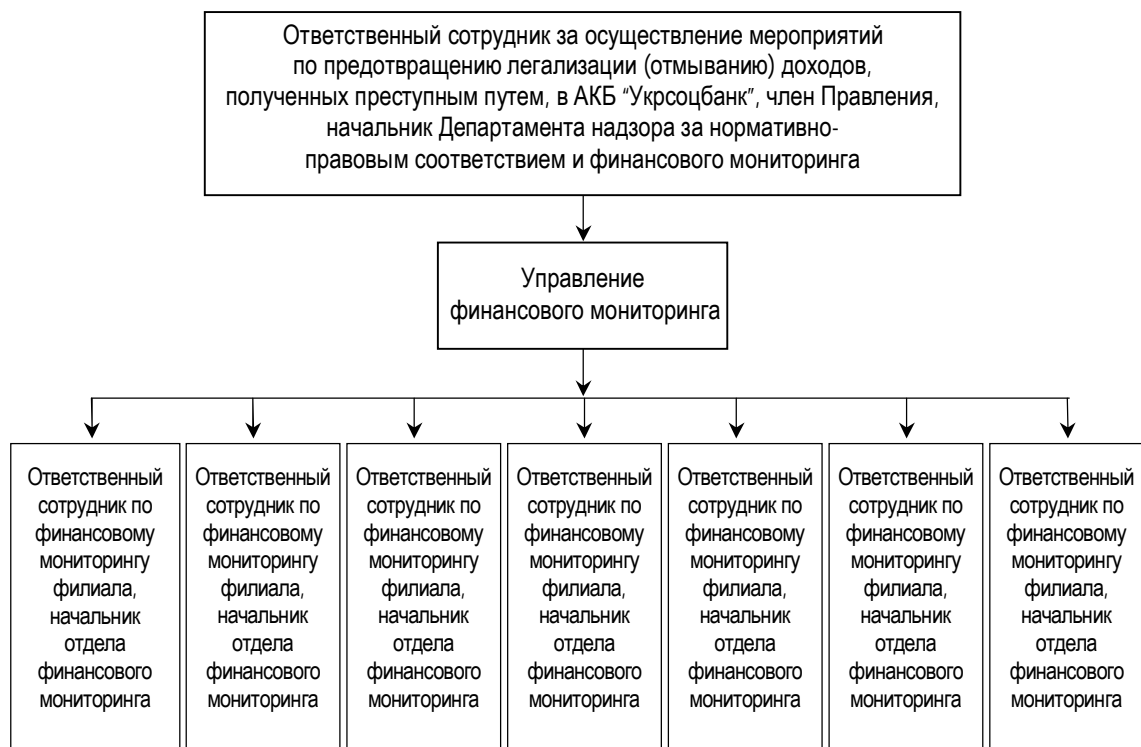 Ответственный сотрудник за осуществление мероприятий
по предотвращению легализации (отмыванию) доходов,
полученных преступным путем, в АКБ “Укрсоцбанк”, член Правления,
начальник Департамента надзора за нормативно-
правовым соответствием и финансового мониторинга
Управление
финансового мониторинга
Ответственный
сотрудник по
финансовому
мониторингу
филиала,
начальник
отдела
финансового
мониторинга
Ответственный
сотрудник по
финансовому
мониторингу
филиала,
начальник
отдела
финансового
мониторинга
Ответственный
сотрудник по
финансовому
мониторингу
филиала,
начальник
отдела
финансового
мониторинга
Ответственный
сотрудник по
финансовому
мониторингу
филиала,
начальник
отдела
финансового
мониторинга
Ответственный
сотрудник по
финансовому
мониторингу
филиала,
начальник
отдела
финансового
мониторинга
Ответственный
сотрудник по
финансовому
мониторингу
филиала,
начальник
отдела
финансового
мониторинга
Ответственный
сотрудник по
финансовому
мониторингу
филиала,
начальник
отдела
финансового
мониторинга